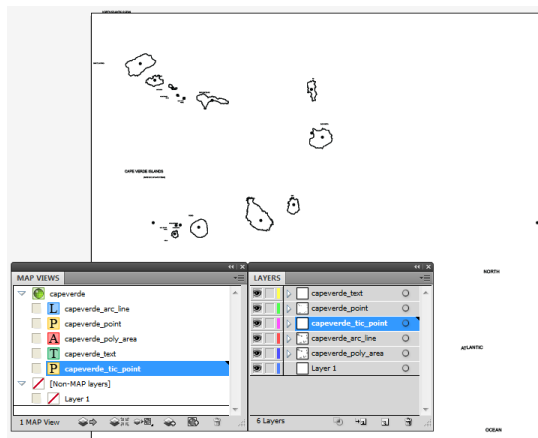 CAPE VERDE ISLANDS
MAP VIEWS
capeverde
L capeverde_arc_line
P capeverde_point
A capeverde_poly_area
T capeverde_text
P capeverde_tic_point
[Non-MAP layers]
Layer 1
1 MAP View
LAYERS
capeverde_text
capeverde_point
capeverde_tic_point
capeverde_arc_line
capeverde_poly_area
Layer 1
6 Layers
NORTH
ATLANTIC
OCEAN